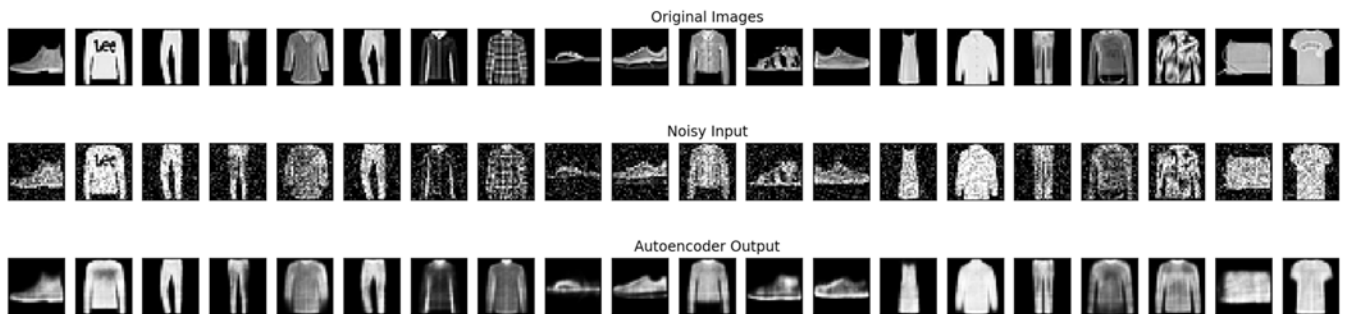 Original Images
Lee
Noisy Input
Lee
Autoencoder Output